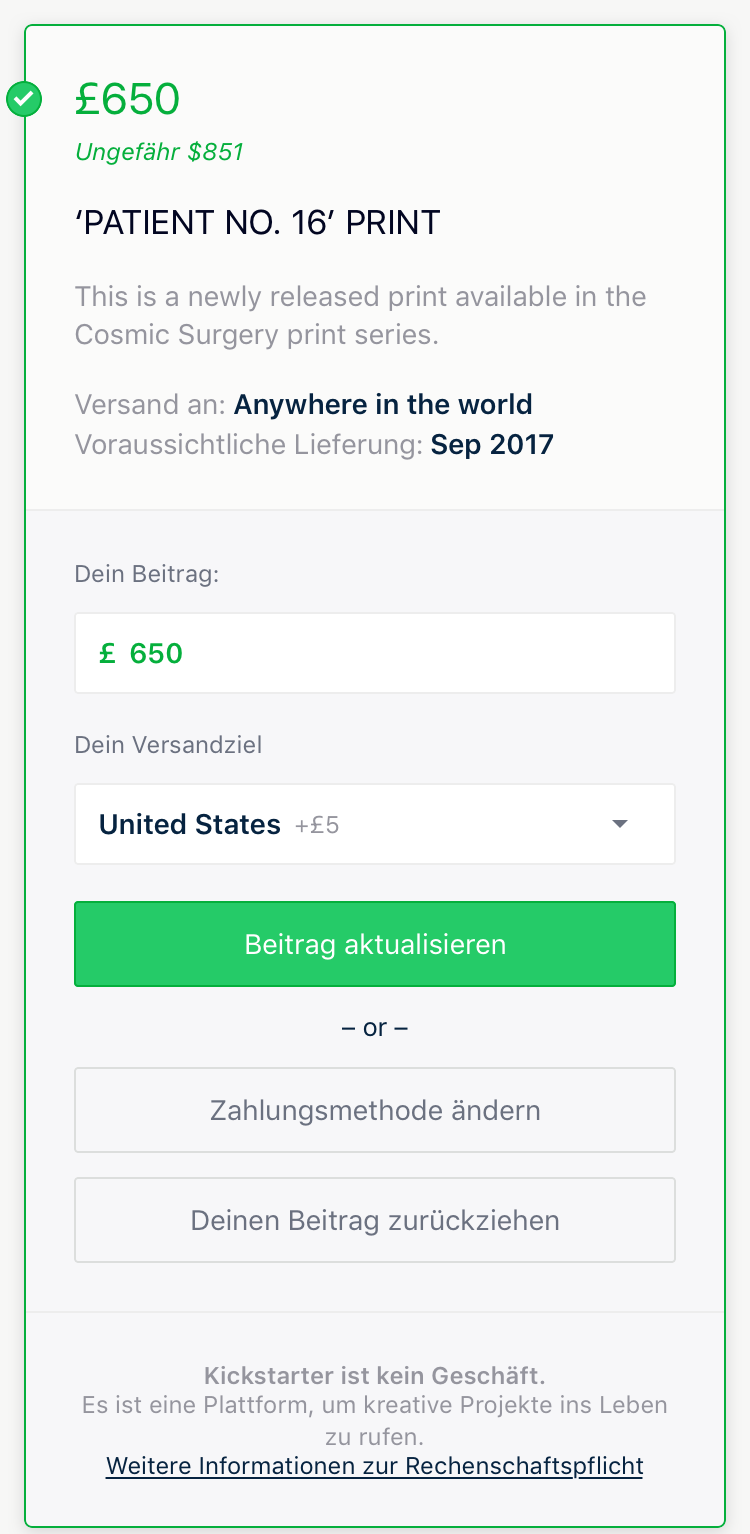 £650
Ungefähr $851
‘PATIENT NO. 16’ PRINT
This is a newly released print available in the
Cosmic Surgery print series.
Versand an: Anywhere in the world
Voraussichtliche Lieferung: Sep 2017
Dein Beitrag:
£ 650
Dein Versandziel
United States +£5
Beitrag aktualisieren
– or –
Zahlungsmethode ändern
Deinen Beitrag zurückziehen
Kickstarter ist kein Geschäft.
Es ist eine Plattform, um kreative Projekte ins Leben
zu rufen.
Weitere Informationen zur Rechenschaftspflicht